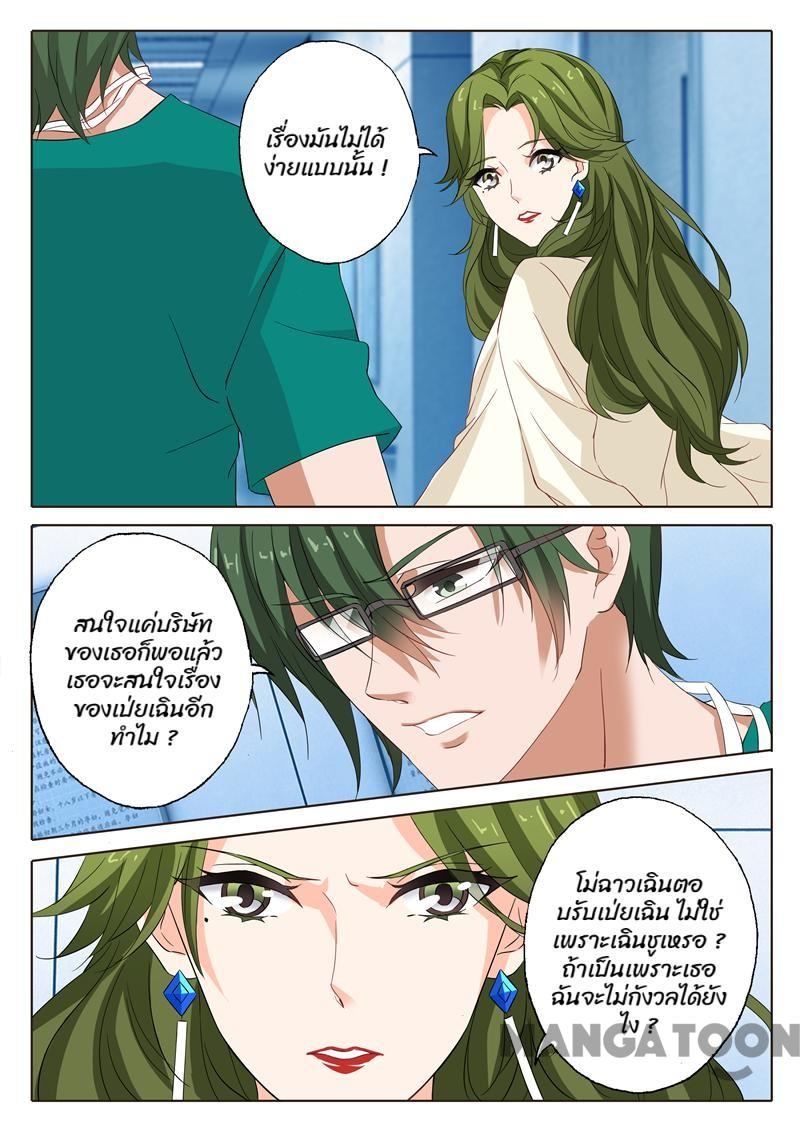 เรื่องมันไม่ได้
ง่ายแบบนั้น !
สนใจแค่บริษัท
ของเธอก็พอแล้ว
เธอจะสนใจเรื่อง
ของเป่ยเฉินอีก
ทำไม ?
โม่ฉาวเฉินตอ
บรับเป่ยเฉิน ไม่ใช่
เพราะเฉินชูเหรอ ?
ถ้าเป็นเพราะเธอ
ฉันจะไม่กังวลได้ยัง
ไง ?
MANGATOON